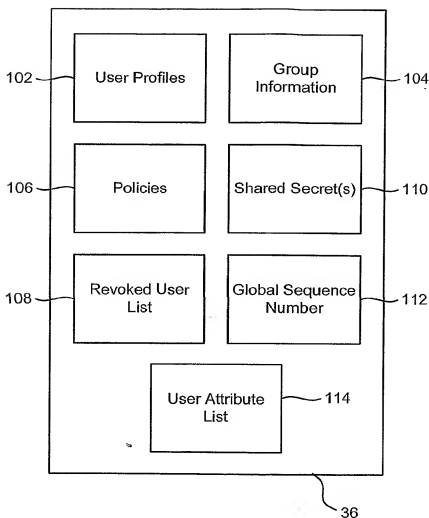 102
User Profiles
Group
Information
104
106
Policies
Shared Secret(s)
110
108
Revoked User
List
Global Sequence
Number
112
User Attribute
List
114
36